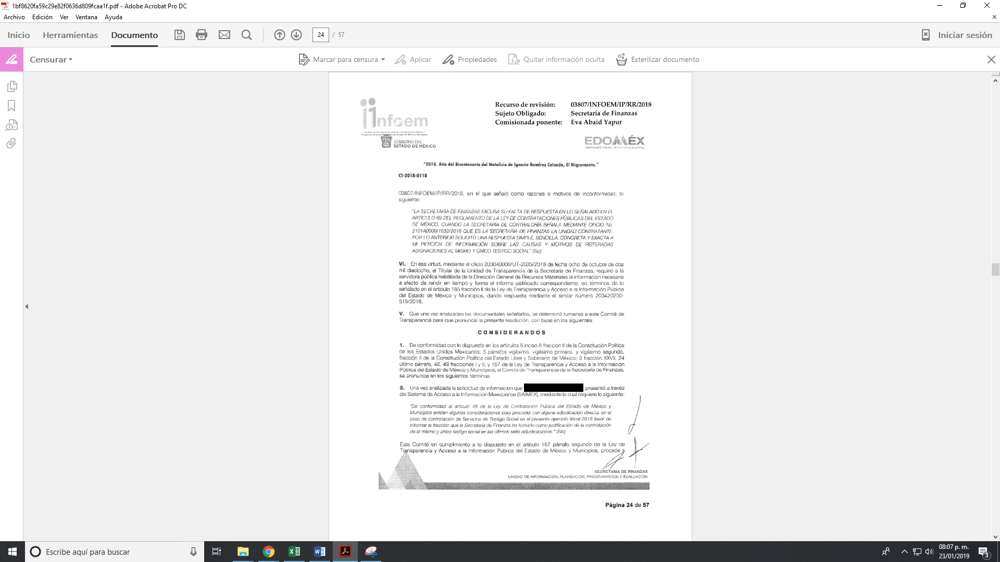 1bf8620fa59c29e82f0636d809fcaa1f.pdf - Adobe Acrobat Pro DC
Archivo Edición Ver Ventana Ayuda
Inicio Herramientas Documento 24 / 57 Iniciar sesión
Censurar Marcar para censura Aplicar Propiedades Quitar información oculta Esterilizar documento
infoem
Instituto de Transparencia, Acceso a la Información Pública y
Protección de Datos Personales del Estado de México y Municipios
Recurso de revisión: 03807/INFOEM/IP/RR/2018
Sujeto Obligado: Secretaría de Finanzas
Comisionada ponente: Eva Abaid Yapur
GOBIERNO DEL
ESTADO DE MÉXICO
EDOMÉX
"2018. Año del Bicentenario del Natalicio de Ignacio Ramírez Calzada, El Nigromante."
CT-2018-0118
03807/INFOEM/IP/RR/2018, en el que señaló como razones o motivos de inconformidad, lo
siguiente:
"LA SECRETARÍA DE FINANZAS EXCUSA SU FALTA DE RESPUESTA EN LO SEÑALADO EN EL
ARTÍCULO 69 DEL REGLAMENTO DE LA LEY DE CONTRATACIONES PÚBLICAS DEL ESTADO
DE MÉXICO, CUANDO LA SECRETARÍA DE CONTRALORÍA SEÑALA MEDIANTE OFICIO No.
2101A0000/1532/2018 QUE ES LA SECRETARÍA DE FINANZAS LA UNIDAD CONTRATANTE.
POR LO ANTERIOR SOLICITO UNA RESPUESTA SIMPLE, SENCILLA, CONCRETA Y EXACTA A
MI PETICIÓN DE INFORMACIÓN SOBRE LAS CAUSAS Y MOTIVOS DE REITERADAS
ASIGNACIONES AL MISMO Y ÚNICO TESTIGO SOCIAL" (Sic)
VI. En esa virtud, mediante el oficio 203040000/UT-2035/2018 de fecha ocho de octubre de dos
mil dieciocho, el Titular de la Unidad de Transparencia de la Secretaría de Finanzas, requirió a la
servidora pública habilitada de la Dirección General de Recursos Materiales la información necesaria
a efecto de rendir en tiempo y forma el informe justificado correspondiente, en términos de lo
señalado en el artículo 185 fracción II de la Ley de Transparencia y Acceso a la Información Pública
del Estado de México y Municipios, dando respuesta mediante el similar número 203420200-
515/2018.
V. Que una vez analizadas las documentales señaladas, se determinó turnarlas a este Comité de
Transparencia para que pronuncie la presente resolución, con base en los siguientes:
CONSIDERANDOS
1. De conformidad con lo dispuesto en los artículos 6 inciso A fracción II de la Constitución Política
de los Estados Unidos Mexicanos; 5 párrafos vigésimo, vigésimo primero, y vigésimo segundo,
fracción II de la Constitución Política del Estado Libre y Soberano de México; 3 fracción XXVII, 24
último párrafo, 46, 49 fracciones I y II, y 167 de la Ley de Transparencia y Acceso a la Información
Pública del Estado de México y Municipios; el Comité de Transparencia de la Secretaría de Finanzas,
se pronuncia en los siguientes términos.
2. Una vez análizada la solicictud de información que presentó a través
del Sistema de Acceso a la Información Mexiquense (SAIMEX), mediante la cual requiere lo siguiente:
"De conformidad al artículo 48 de la Ley de Contratación Pública del Estado de México y
Municipios existen algunas consideraciones para proceder con alguna adjudicación directa, en el
caso de contratación de Servicios de Testigo Social en el presente ejercicio fiscal 2018 favor de
informar la fracción que la Secretaría de Finanzas ha tomado como justificación de la contratación
de el mismo y único testigo social en las últimos siete adjudicaciones." (Sic)
Este Comité en cumplimiento a lo dispuesto en el artículo 167 párrafo segundo de la Ley de
Transparencia y Acceso a la Información Pública del Estado de México y Municipios, procede a
SECRETARÍA DE FINANZAS
UNIDAD DE INFORMACIÓN, PLANEACIÓN, PROGRAMACIÓN Y EVALUACIÓN
Página 24 de 57
Escribe aquí para buscar
08:07 p. m.
23/01/2019
3